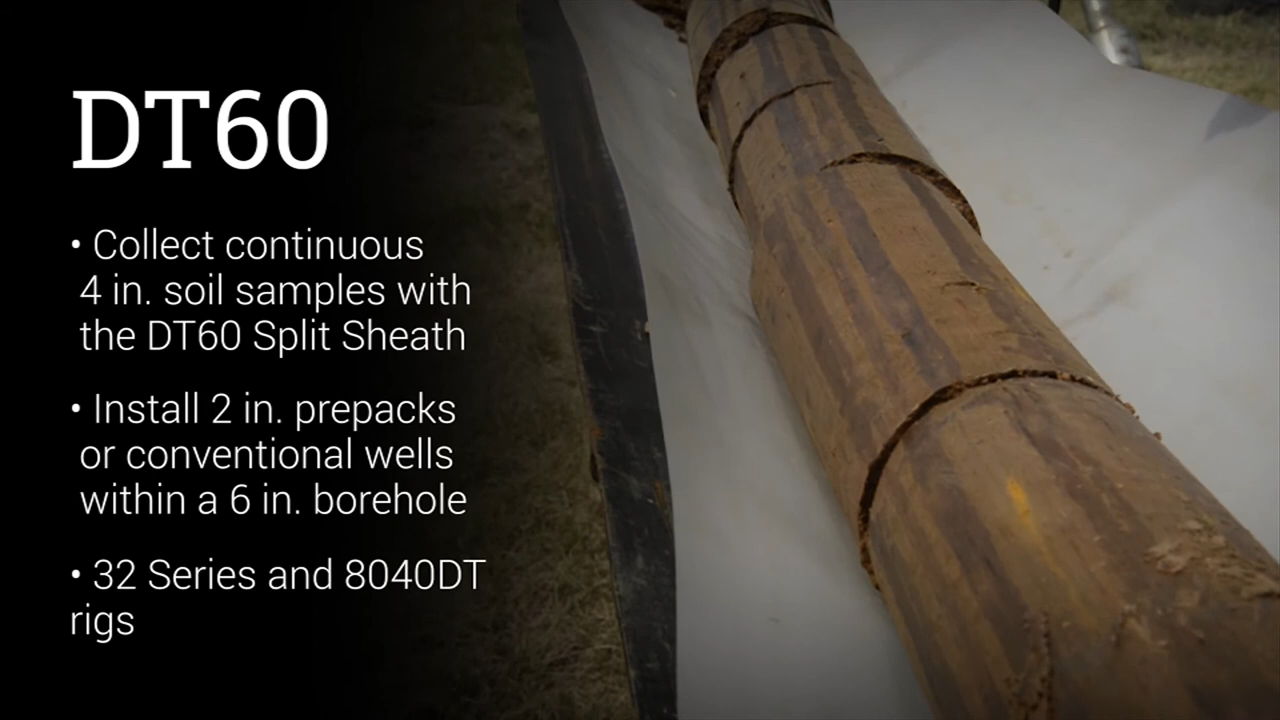 DT60
• Collect continuous
4 in. soil samples with
the DT60 Split Sheath
• Install 2 in. prepacks
or conventional wells
within a 6 in. borehole
• 32 Series and 8040DT
rigs